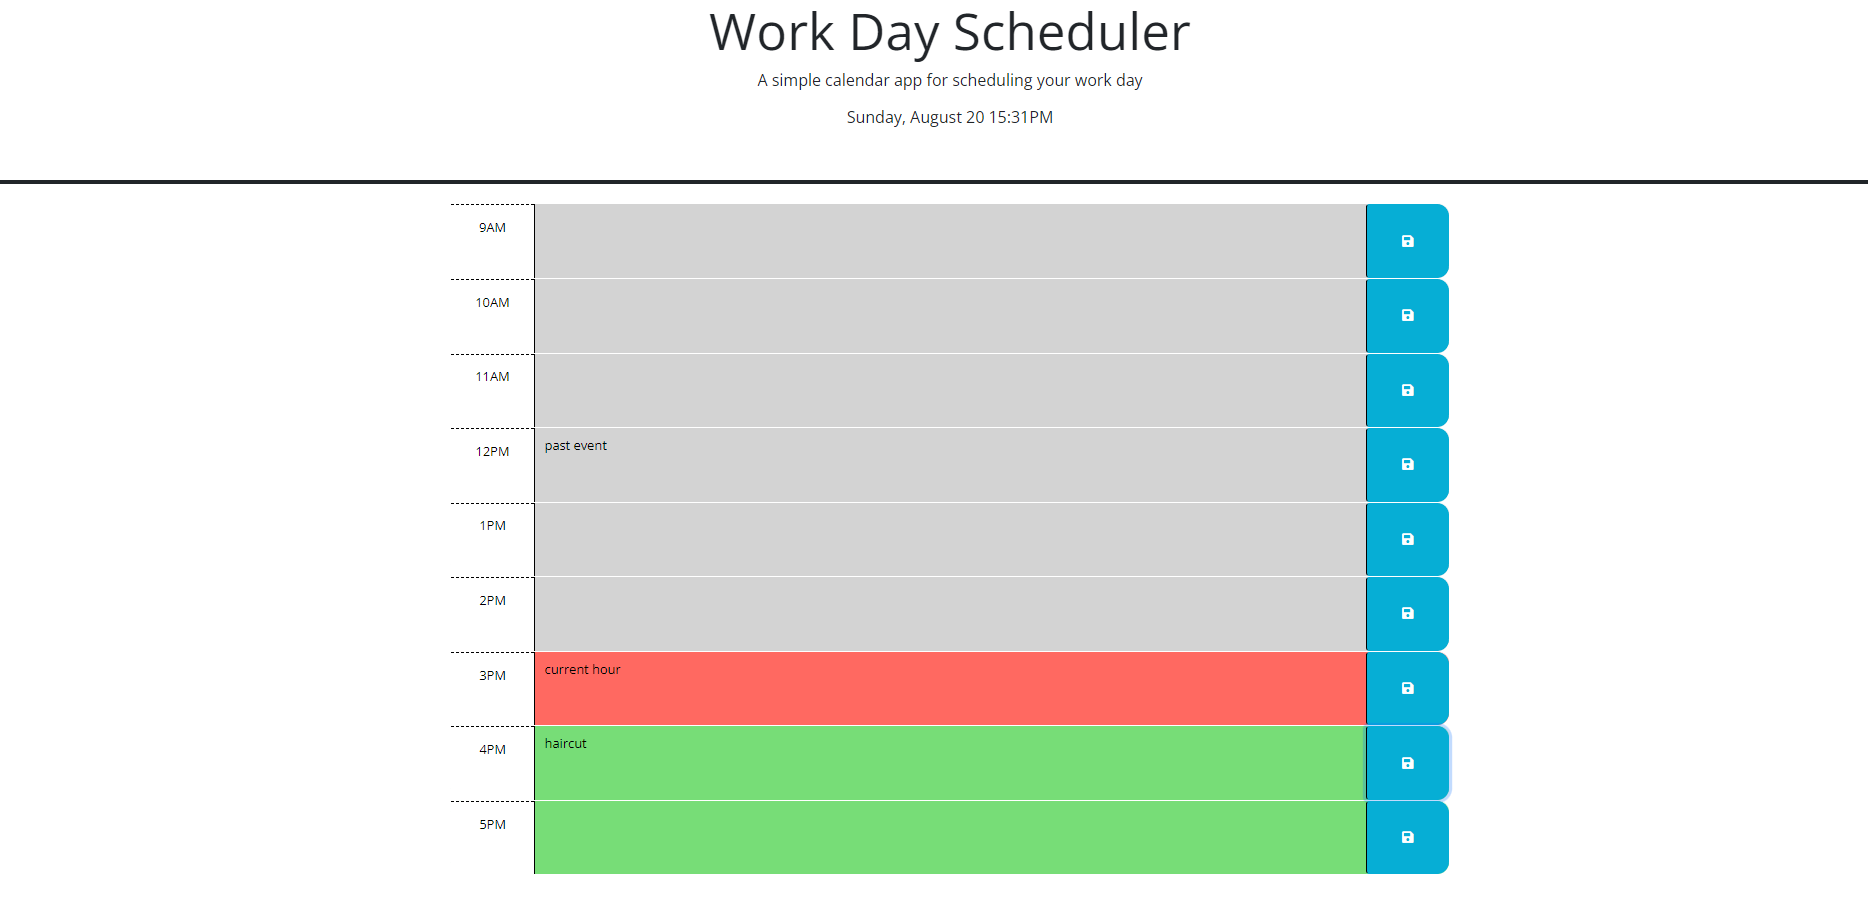 Work Day Scheduler
A simple calendar app for scheduling your work day
Sunday, August 20 15:31PM
9AM
10AM
11AM
12PM past event
1PM
2PM
3PM current hour
4PM haircut
5PM